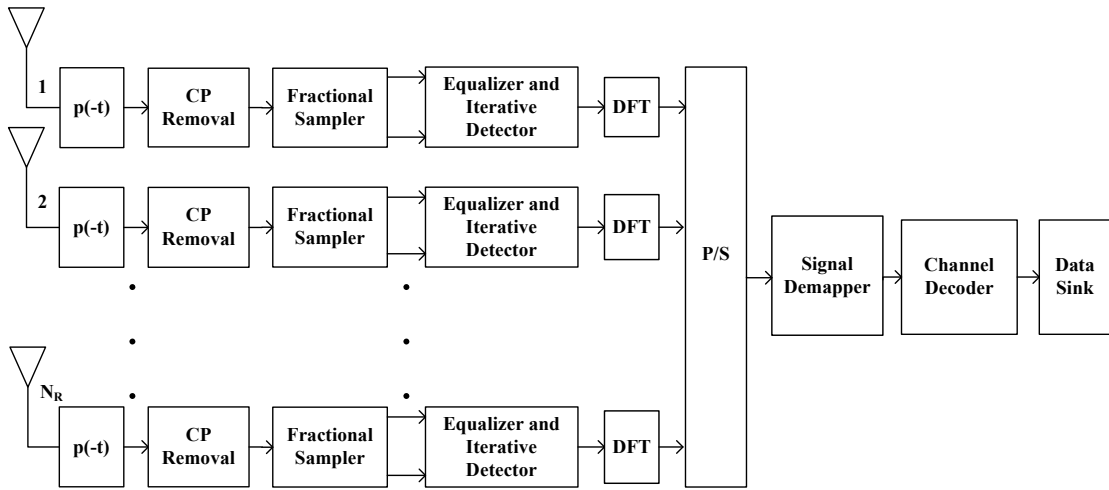 1
p(-t)
CP
Removal
Fractional
Sampler
Equalizer and
Iterative
Detector
DFT
2
p(-t)
CP
Removal
Fractional
Sampler
Equalizer and
Iterative
Detector
DFT
P/S
Signal
Demapper
Channel
Decoder
Data
Sink
NR
p(-t)
CP
Removal
Fractional
Sampler
Equalizer and
Iterative
Detector
DFT